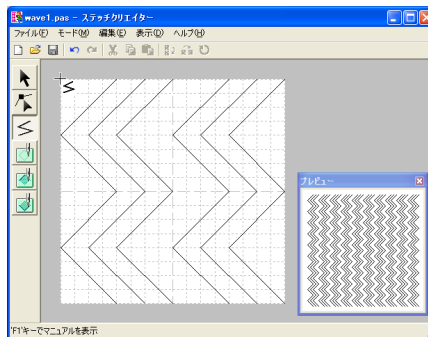 wave1.pas - ステッチクリエイター
ファイル(F) モード(M) 編集(E) 表示(D) ヘルプ(H)
プレビュー
'F1'キーでマニュアルを表示